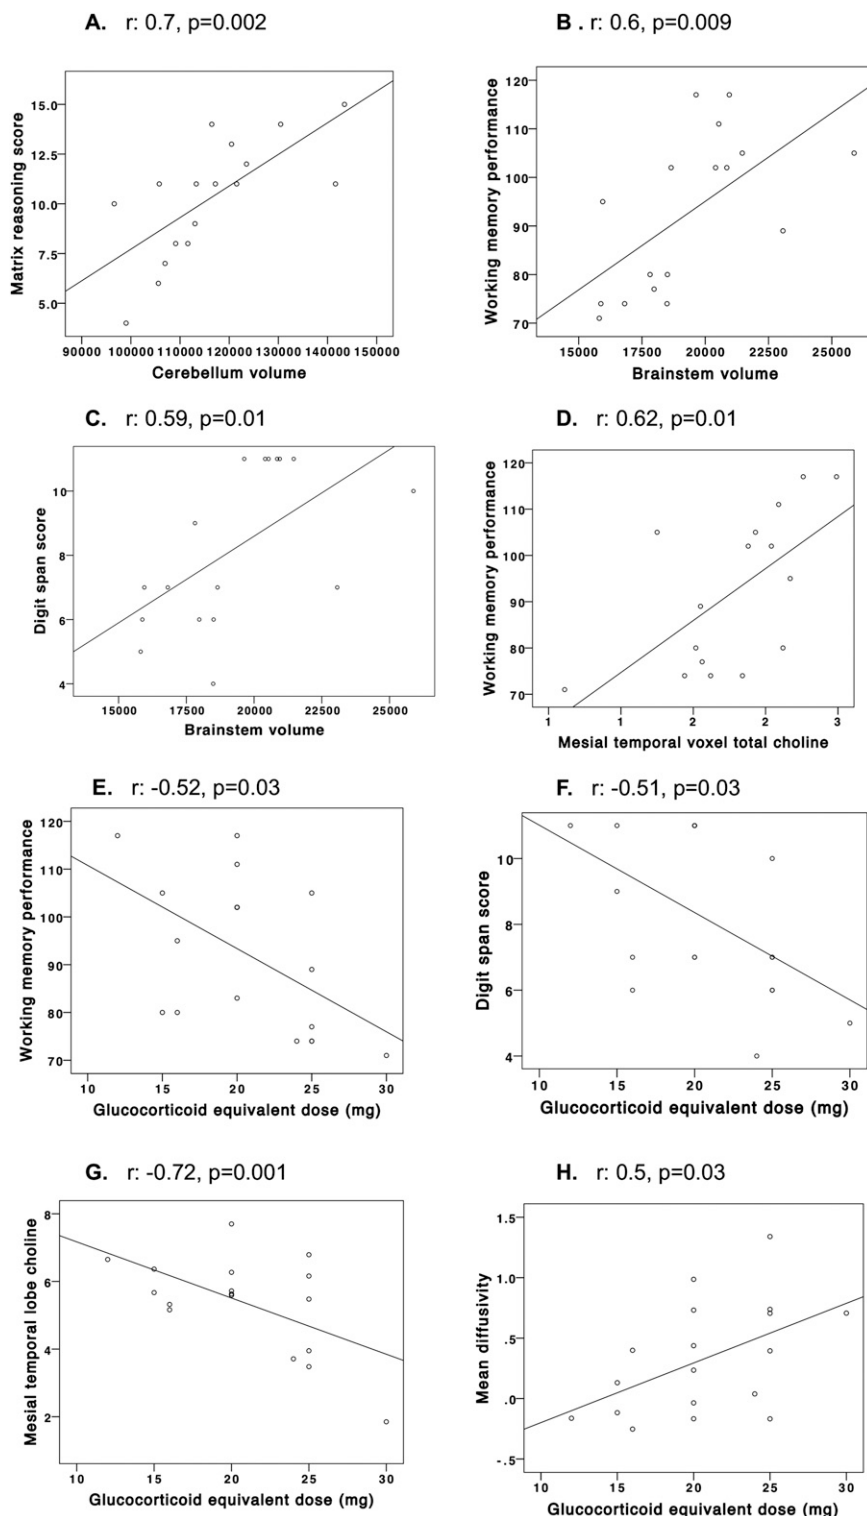 A. r: 0.7, p=0.002
Matrix reasoning score
15.0
12.5
10.0
7.5
5.0
90000 100000 110000 120000 130000 140000 150000
Cerebellum volume
B . r: 0.6, p=0.009
Working memory performance
120
110
100
90
80
70
15000 17500 20000 22500 25000
Brainstem volume
C. r: 0.59, p=0.01
Digit span score
10
8
6
4
15000 17500 20000 22500 25000
Brainstem volume
D. r: 0.62, p=0.01
Working memory performance
120
110
100
90
80
70
1 1 2 2 3
Mesial temporal voxel total choline
E. r: -0.52, p=0.03
Working memory performance
120
110
100
90
80
70
10 15 20 25 30
Glucocorticoid equivalent dose (mg)
F. r: -0.51, p=0.03
Digit span score
10
8
6
4
10 15 20 25 30
Glucocorticoid equivalent dose (mg)
G. r: -0.72, p=0.001
Mesial temporal lobe choline
8
6
4
2
10 15 20 25 30
Glucocorticoid equivalent dose (mg)
H. r: 0.5, p=0.03
Mean diffusivity
1.5
1.0
.5
.0
-.5
10 15 20 25 30
Glucocorticoid equivalent dose (mg)